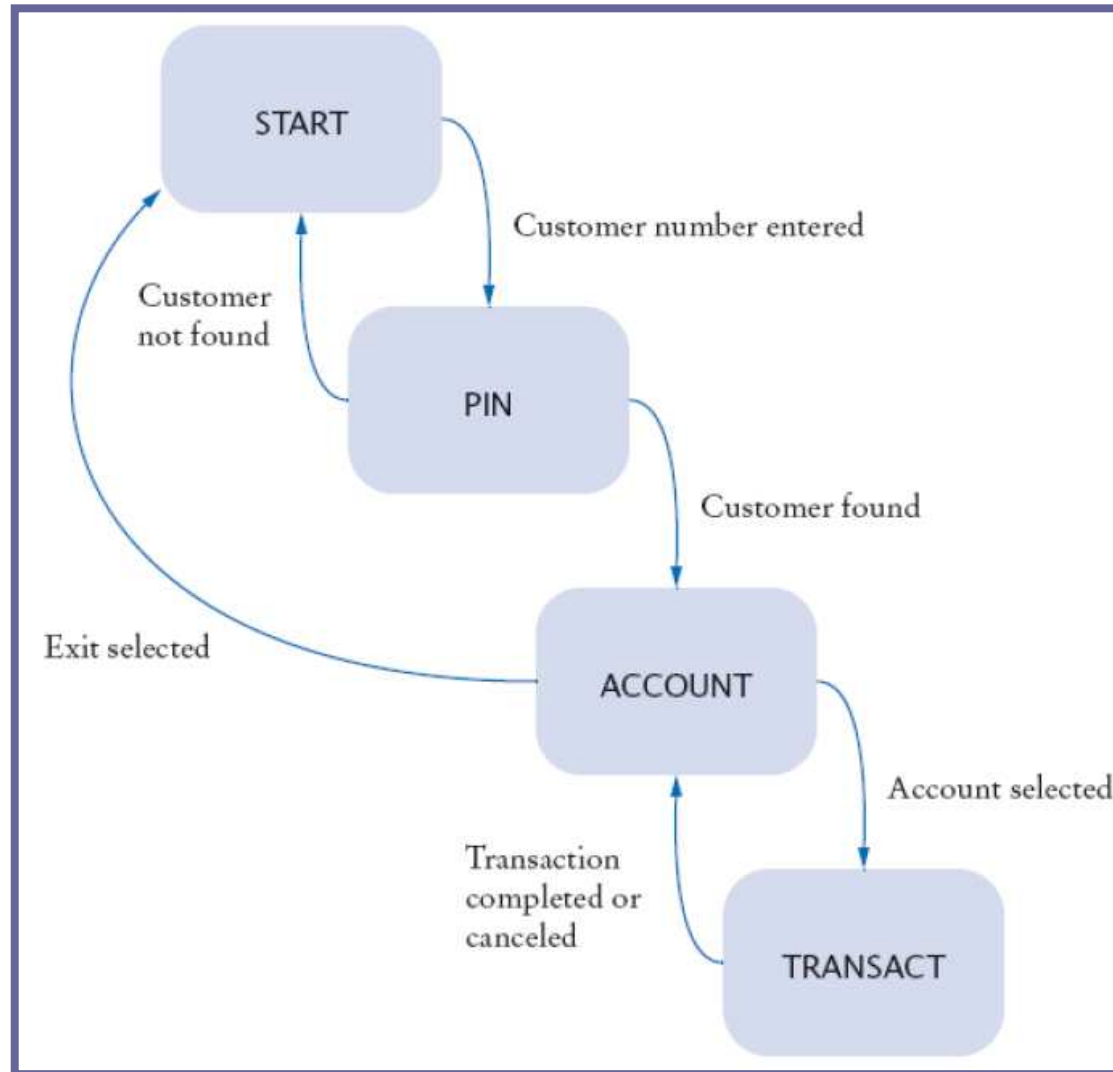 START
Customer number entered
Customer
not found
PIN
Customer found
Exit selected
ACCOUNT
Account selected
Transaction
completed or
canceled
TRANSACT